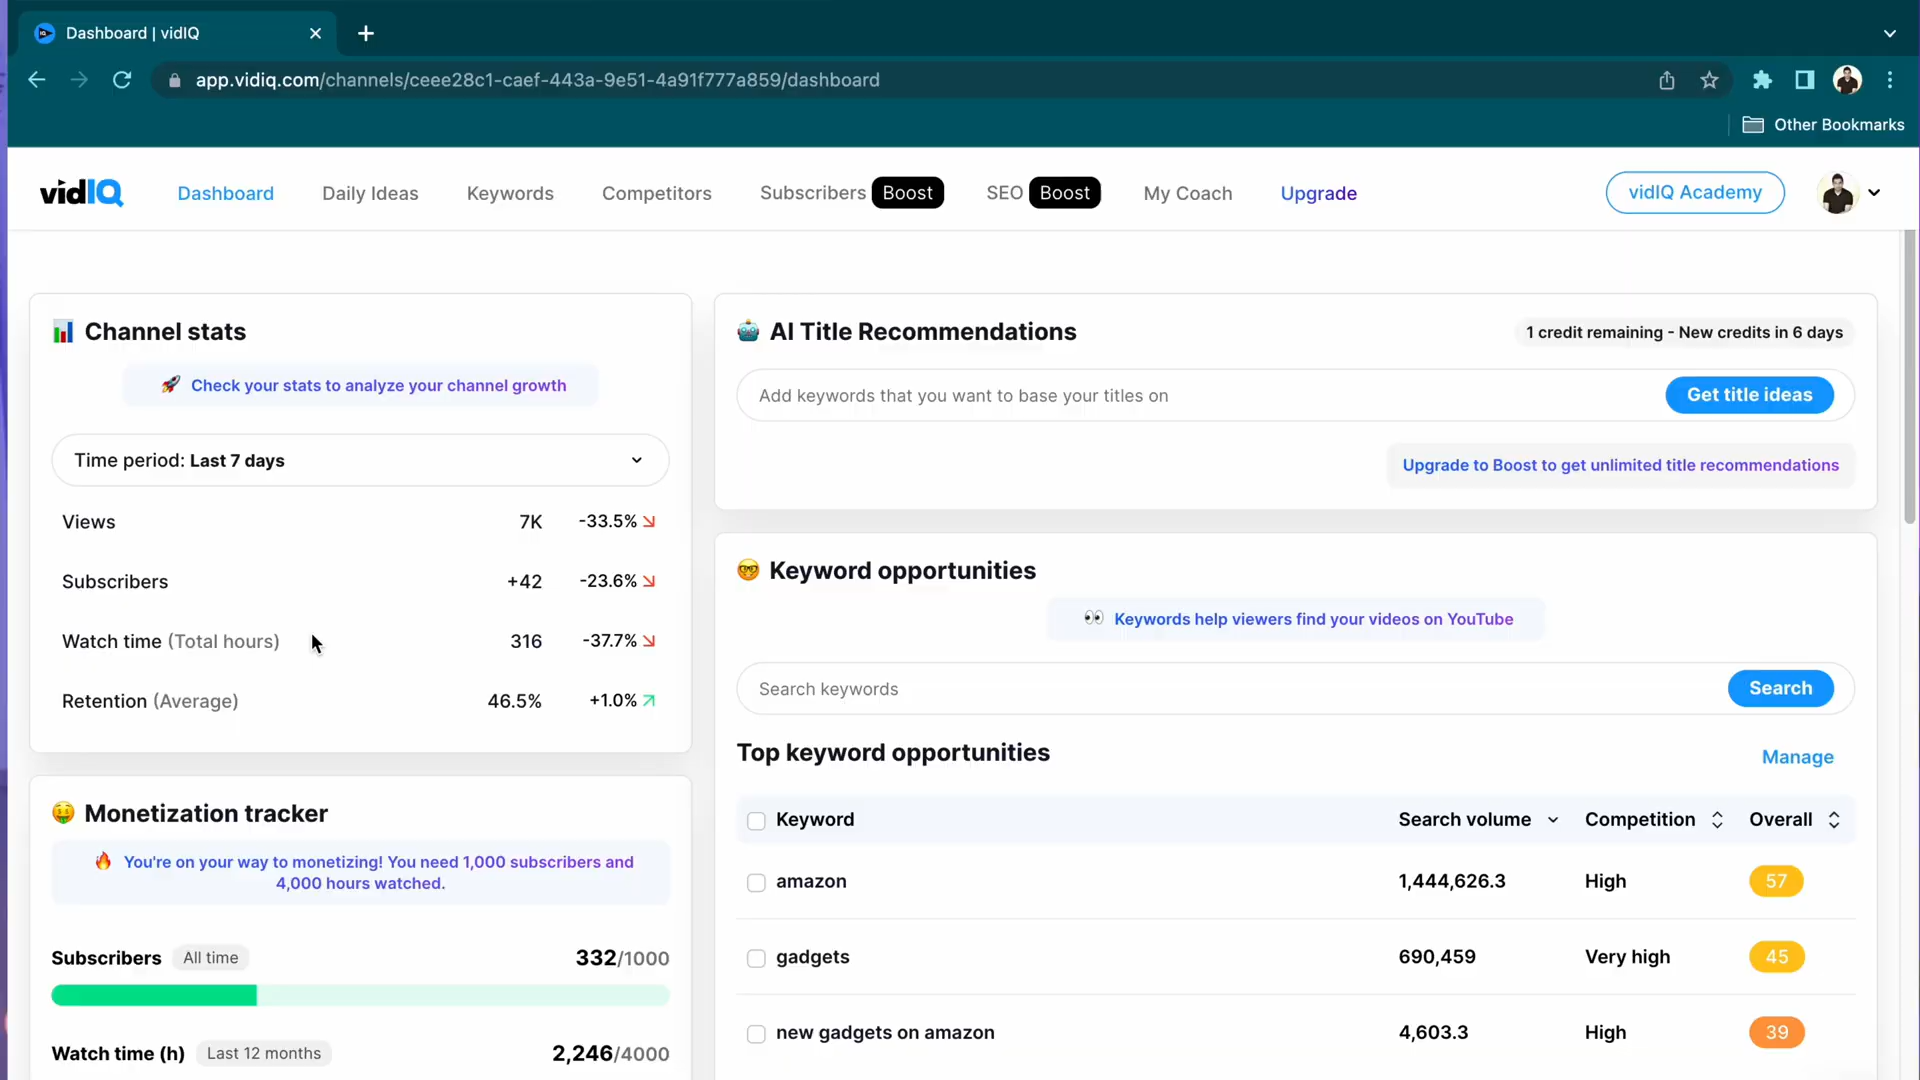 Dashboard | vidIQ
app.vidiq.com/channels/ceee28c1-caef-443a-9e51-4a91f777a859/dashboard
Other Bookmarks
vidIQ Dashboard Daily Ideas Keywords Competitors Subscribers Boost SEO Boost My Coach Upgrade vidIQ Academy
Channel stats
Check your stats to analyze your channel growth
Time period: Last 7 days
Views 7K -33.5%
Subscribers +42 -23.6%
Watch time (Total hours) 316 -37.7%
Retention (Average) 46.5% +1.0%
Monetization tracker
You're on your way to monetizing! You need 1,000 subscribers and
4,000 hours watched.
Subscribers All time 332/1000
Watch time (h) Last 12 months 2,246/4000
AI Title Recommendations 1 credit remaining - New credits in 6 days
Add keywords that you want to base your titles on Get title ideas
Upgrade to Boost to get unlimited title recommendations
Keyword opportunities
Keywords help viewers find your videos on YouTube
Search keywords Search
Top keyword opportunities Manage
Keyword Search volume Competition Overall
amazon 1,444,626.3 High 57
gadgets 690,459 Very high 45
new gadgets on amazon 4,603.3 High 39